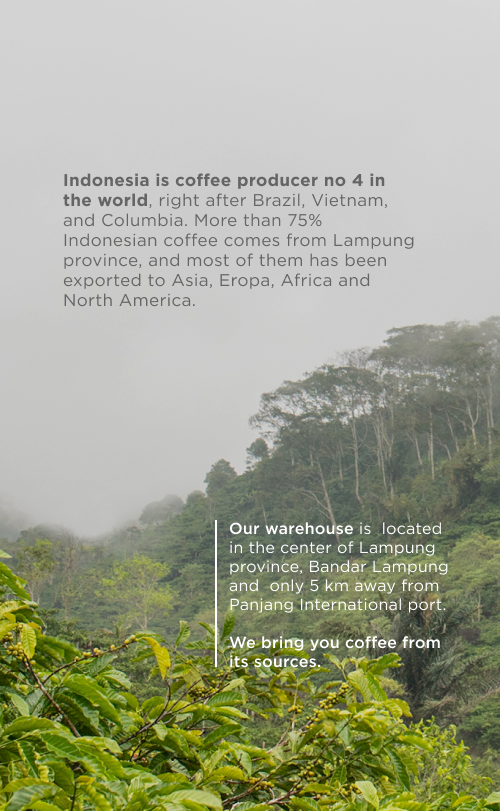 Indonesia is coffee producer no 4 in
the world, right after Brazil, Vietnam,
and Columbia. More than 75%
Indonesian coffee comes from Lampung
province, and most of them has been
exported to Asia, Eropa, Africa and
North America.
Our warehouse is located
in the center of Lampung
province, Bandar Lampung
and only 5 km away from
Panjang International port.
We bring you coffee from
its sources.